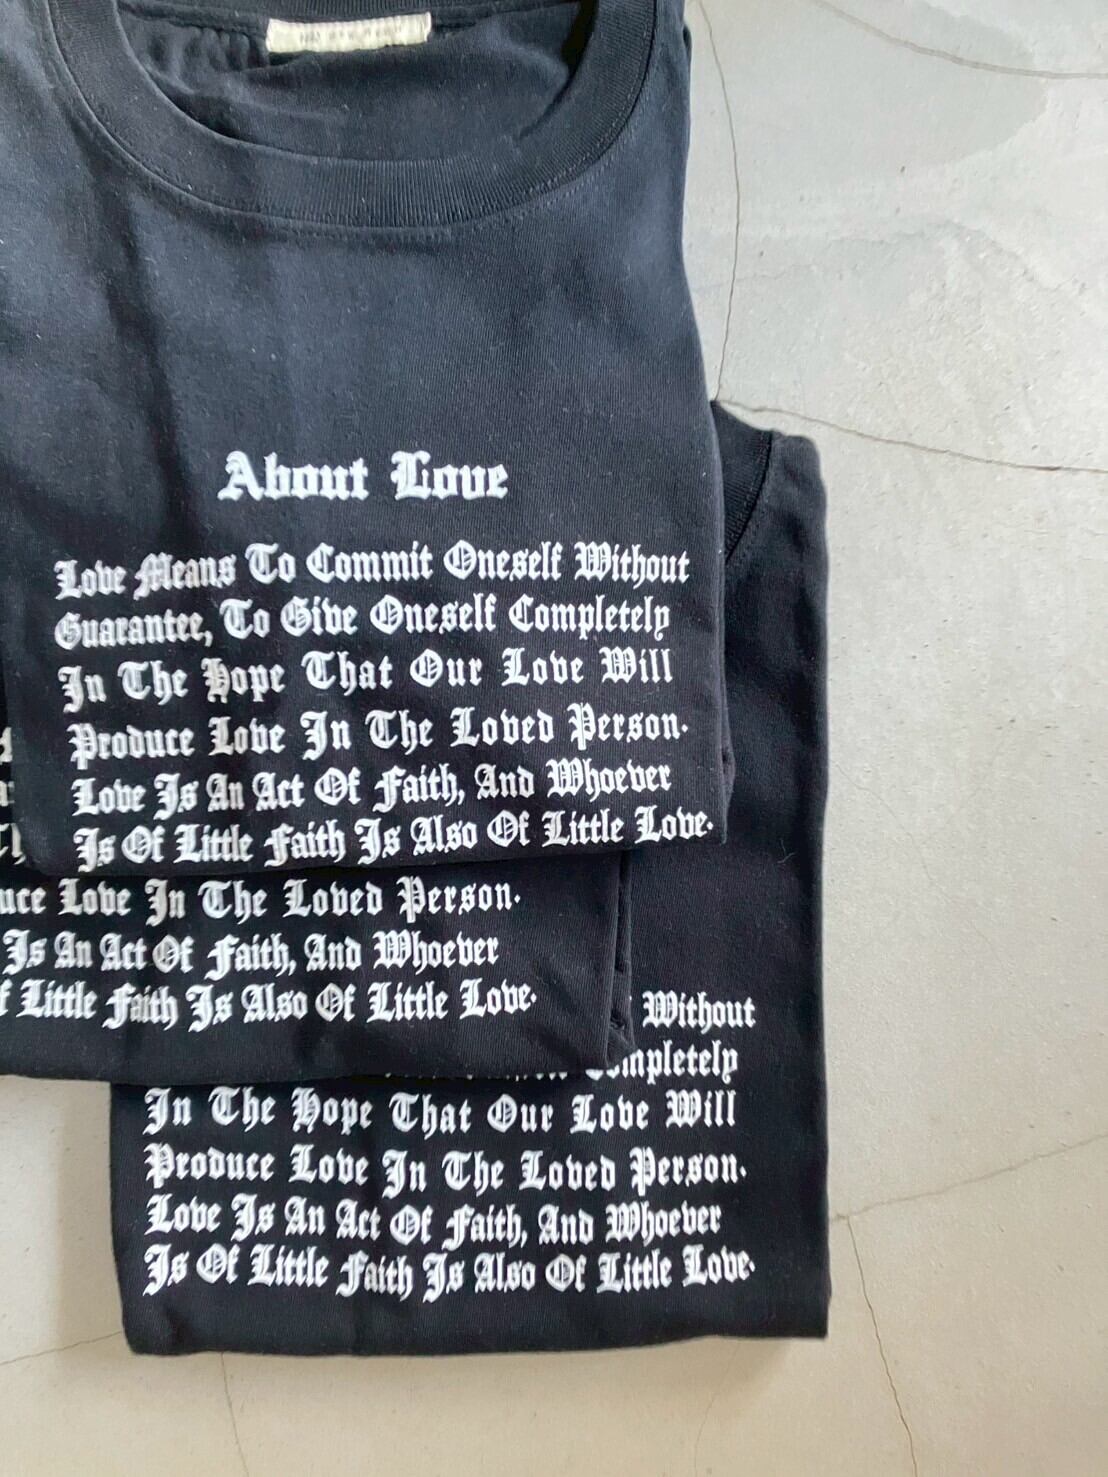 About Love
Love Means To Commit Oneself Without
Guarantee, To Give Oneself Completely
In The Hope That Our Love Will
Produce Love In The Loved Person.
Love Is An Act Of Faith, And Whoever
Is Of Little Faith Is Also Of Little Love.
Love In The Loved Person.
Is An Act Of Faith, And Whoever
Little Faith Is Also Of Little Love.
Without
In The Hope That Our Love Will
Produce Love In The Loved Person.
Love Is An Act Of Faith, And Whoever
Is Of Little Faith Is Also Of Little Love.